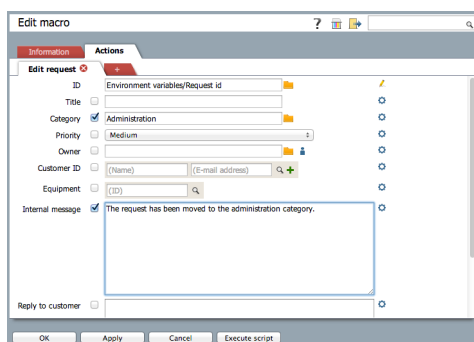 Edit macro
?
Information
Actions
Edit request
+
ID
Environment variables/Request id
Title
Category
Administration
Priority
Medium
Owner
Customer ID
(Name)
(E-mail address)
Equipment
(ID)
Internal message
The request has been moved to the administration category.
Reply to customer
OK
Apply
Cancel
Execute script